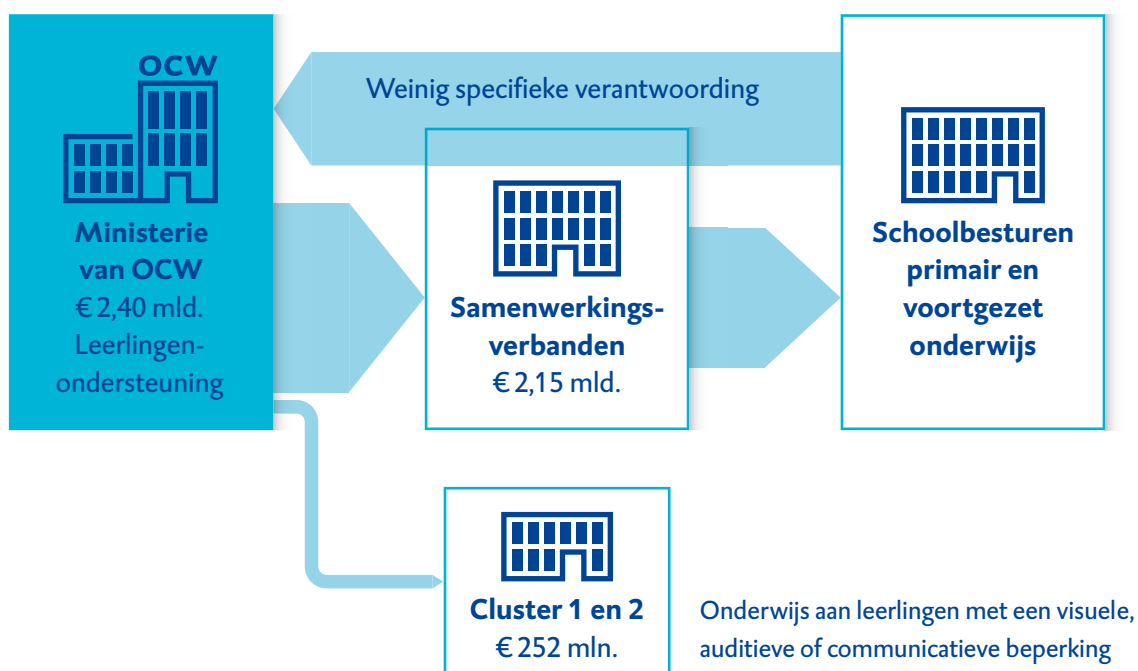 OCW
Ministerie
van OCW
€ 2,40 mld.
Leerlingen-
ondersteuning
Weinig specifieke verantwoording
Samenwerkings-
verbanden
€ 2,15 mld.
Schoolbesturen
primair en
voortgezet
onderwijs
Cluster 1 en 2
€ 252 mln.
Onderwijs aan leerlingen met een visuele,
auditieve of communicatieve beperking